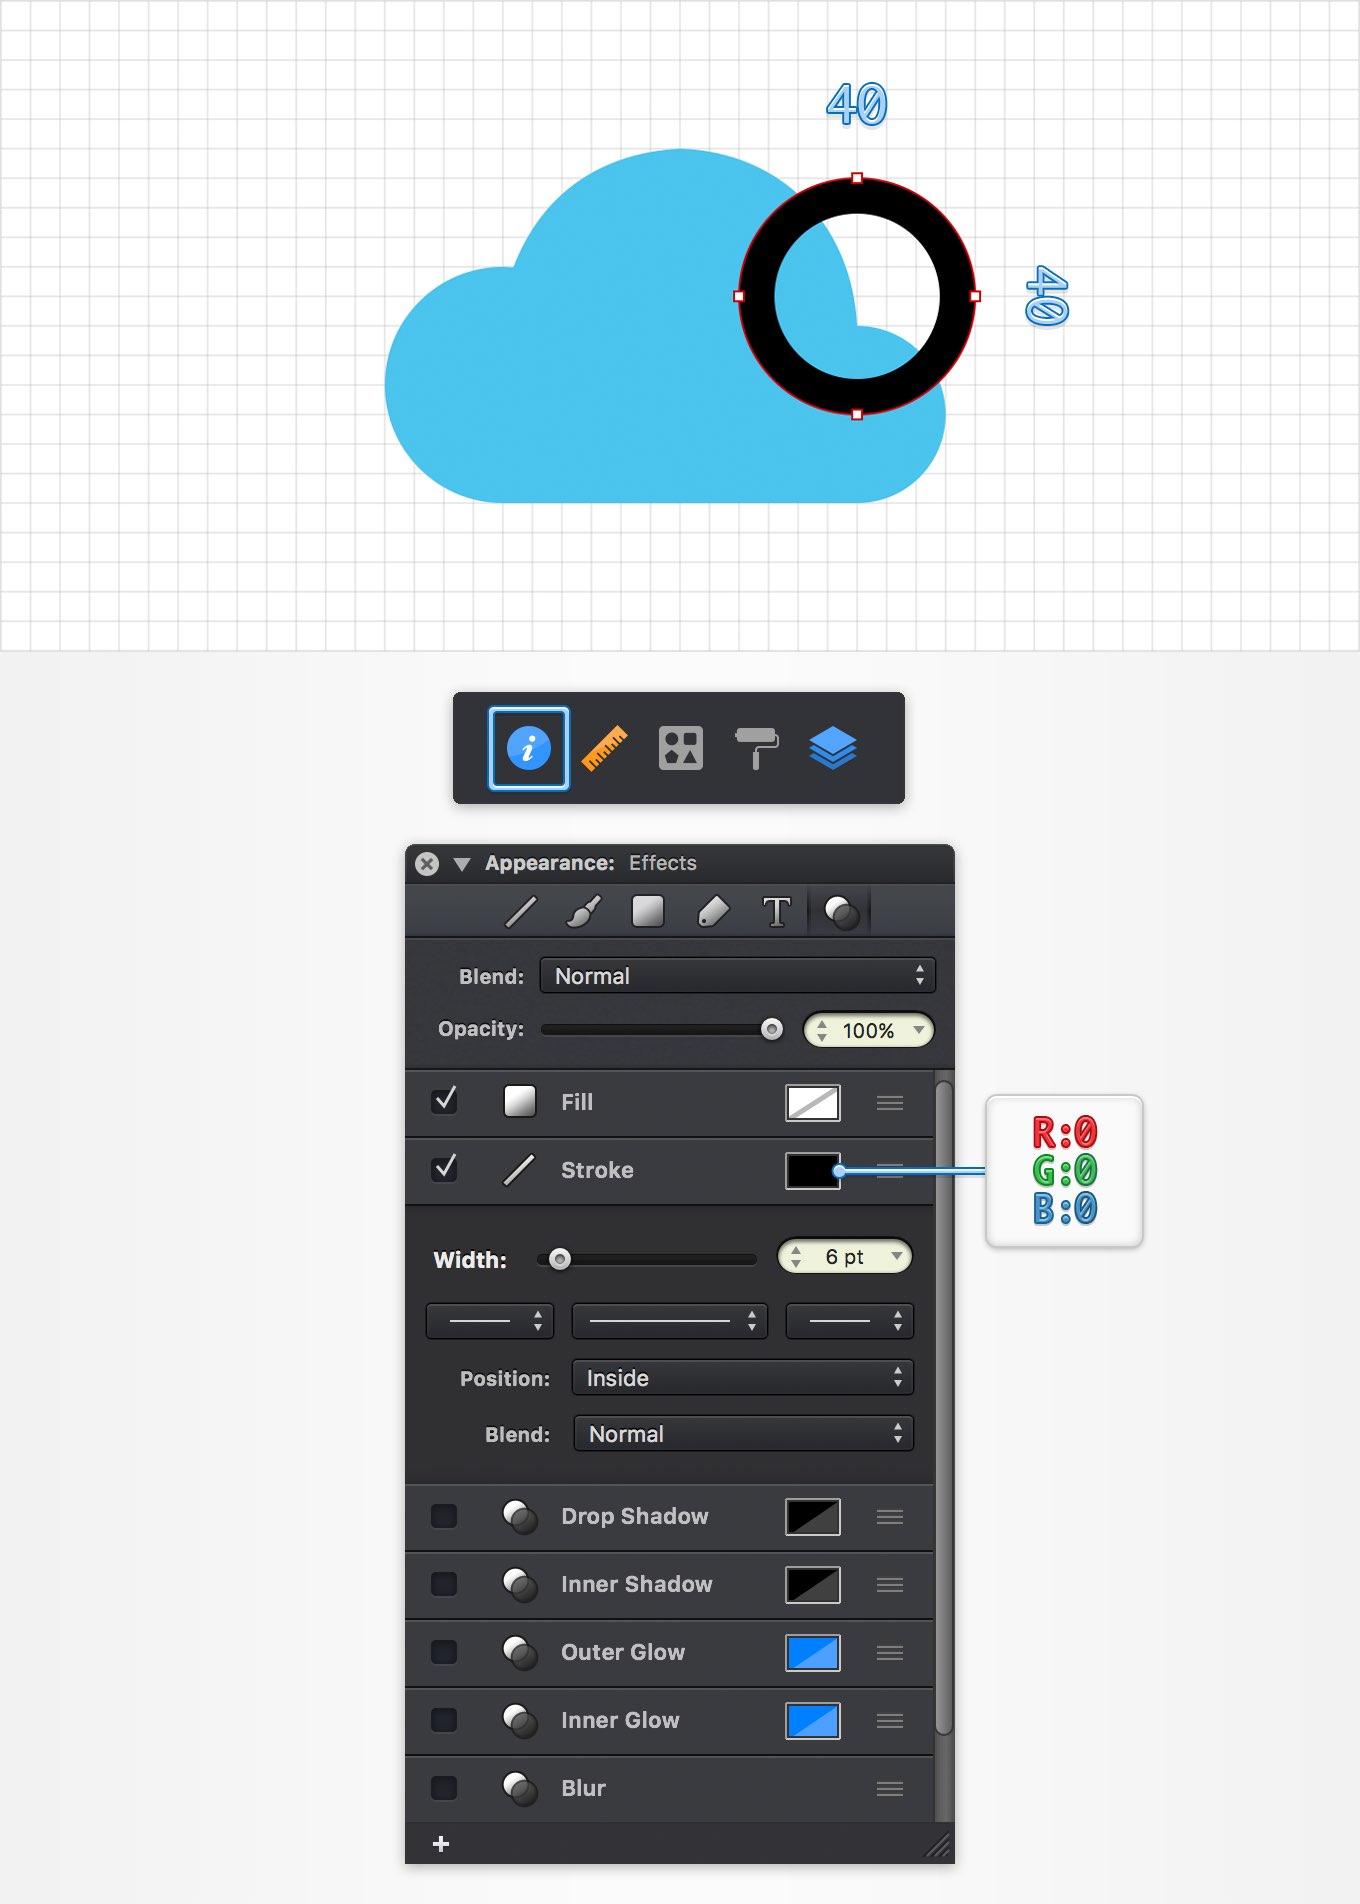 40
40
i
Appearance: Effects
T
Blend: Normal
Opacity: 100%
Fill
Stroke
R:0
G:0
B:0
Width: 6 pt
Position: Inside
Blend: Normal
Drop Shadow
Inner Shadow
Outer Glow
Inner Glow
Blur
+